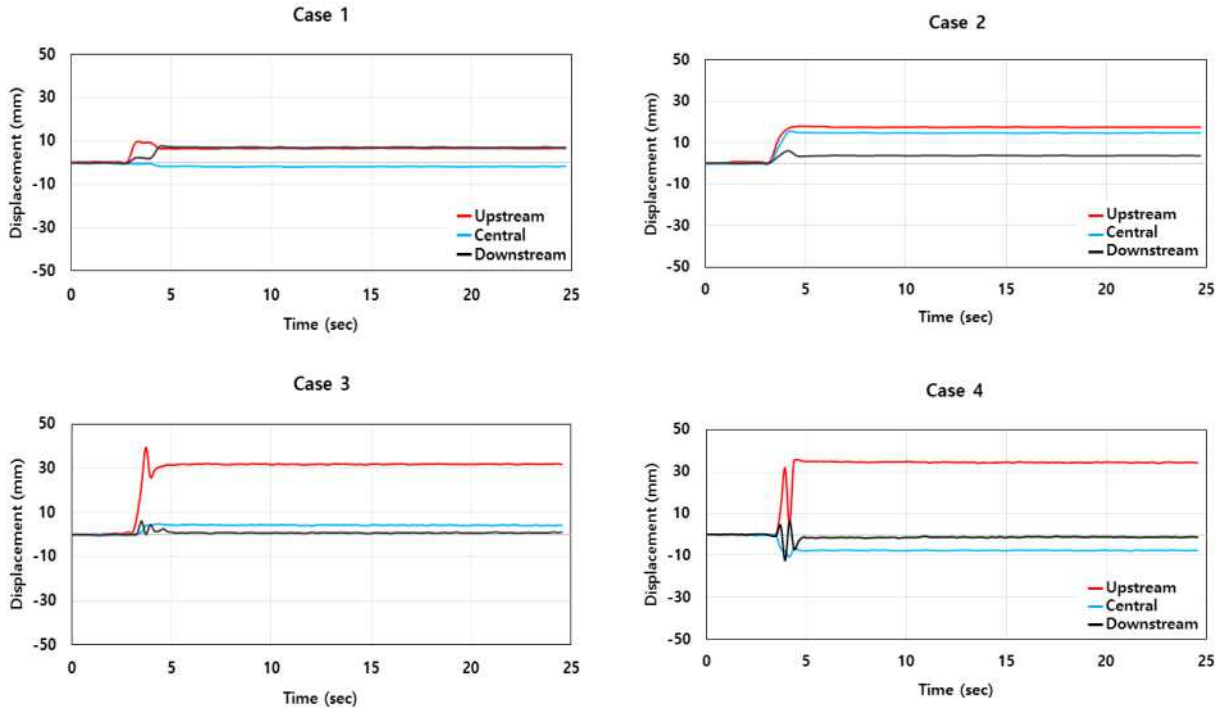 Case 1
Displacement (mm)
50
30
10
-10
-30
-50
Upstream
Central
Downstream
0 5 10 15 20 25
Time (sec)
Case 2
Displacement (mm)
50
30
10
-10
-30
-50
Upstream
Central
Downstream
0 5 10 15 20 25
Time (sec)
Case 3
Displacement (mm)
50
30
10
-10
-30
-50
0 5 10 15 20 25
Time (sec)
Case 4
Displacement (mm)
50
30
10
-10
-30
-50
Upstream
Central
Downstream
0 5 10 15 20 25
Time (sec)